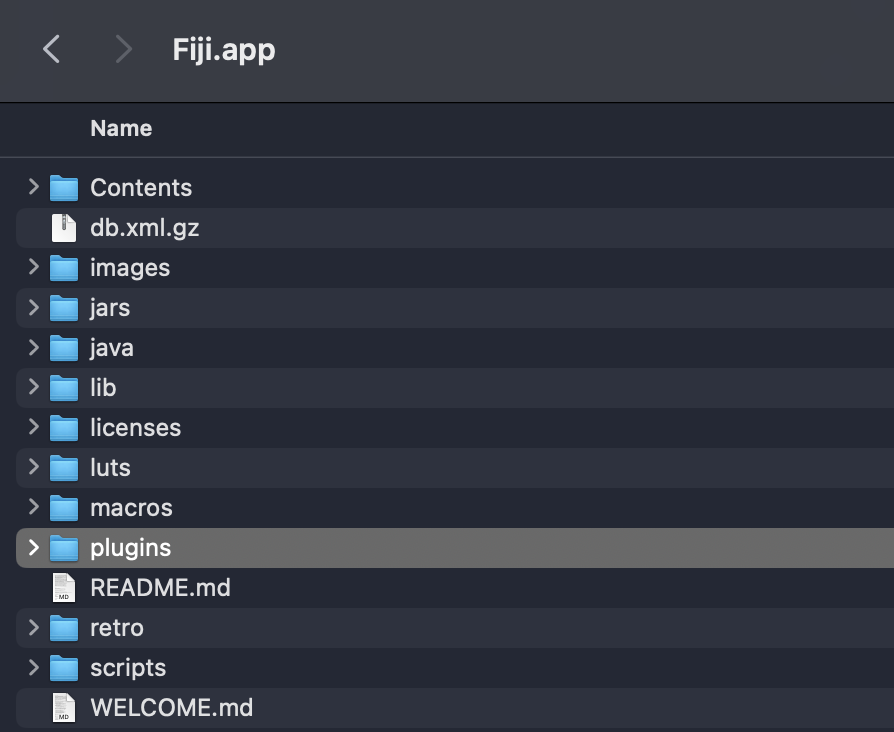 Fiji.app
Name
Contents
db.xml.gz
images
jars
java
lib
licenses
luts
macros
plugins
README.md
retro
scripts
WELCOME.md